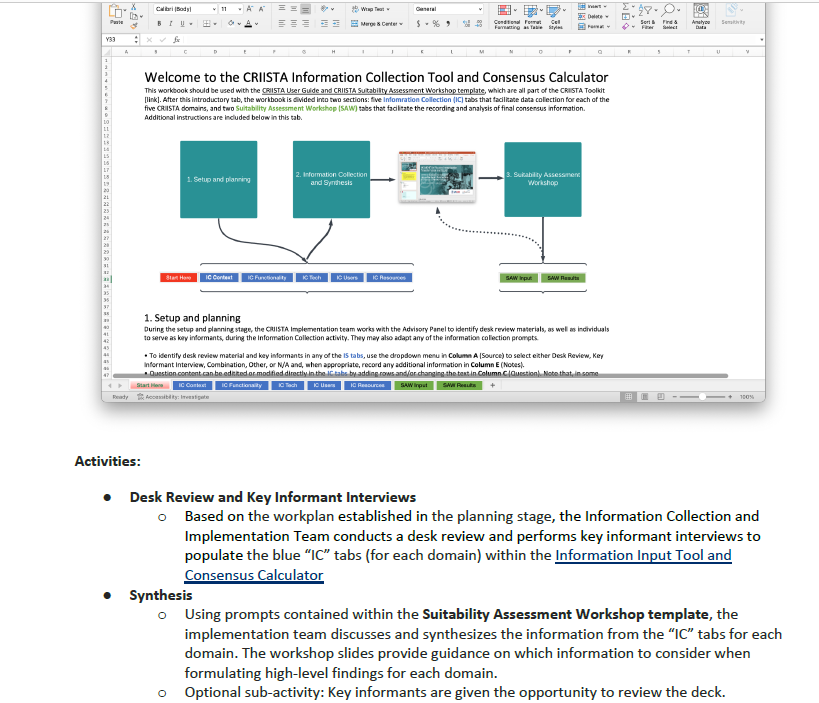 Calibri (Body) 11 A A Wrap Text General Insert
Paste B I U A Merge & Center $ % Conditional Formatting Format as Table Cell Styles Delete Format Sort & Filter Find & Select Analyze Data Sensitivity
Y33 fx
A B C D E F G H I J K L M N O P Q R S T U V
Welcome to the CRIISTA Information Collection Tool and Consensus Calculator
This workbook should be used with the CRIISTA User Guide and CRIISTA Suitability Assessment Workshop template, which are all part of the CRIISTA Toolkit
[link]. After this introductory tab, the workbook is divided into two sections: five Infomration Collection (IC) tabs that facilitate data collection for each of the
five CRIISTA domains, and two Suitability Assessment Workshop (SAW) tabs that facilitate the recording and analysis of final consensus information.
Additional instructions are included below in this tab.
1. Setup and planning
2. Information Collection
and Synthesis
3. Suitability Assessment
Workshop
Start Here IC Context IC Functionality IC Tech IC Users IC Resources SAW Input SAW Results
1. Setup and planning
During the setup and planning stage, the CRIISTA Implementation team works with the Advisory Panel to identify desk review materials, as well as individuals
to serve as key informants, during the Information Collection activity. They may also adapt any of the information collection prompts.
• To identify desk review material and key informants in any of the IS tabs, use the dropdown menu in Column A (Source) to select either Desk Review, Key
Informant Interview, Combination, Other, or N/A and, when appropriate, record any additional information in Column E (Notes).
• Question content can be editited or modified directly in the IC tabs by adding rows and/or changing the text in Column C (Question). Note that, in some
Start Here IC Context IC Functionality IC Tech IC Users IC Resources SAW Input SAW Results +
Ready Accessibility: Investigate 100%
Activities:
● Desk Review and Key Informant Interviews
o Based on the workplan established in the planning stage, the Information Collection and
Implementation Team conducts a desk review and performs key informant interviews to
populate the blue “IC” tabs (for each domain) within the Information Input Tool and
Consensus Calculator
● Synthesis
o Using prompts contained within the Suitability Assessment Workshop template, the
implementation team discusses and synthesizes the information from the “IC” tabs for each
domain. The workshop slides provide guidance on which information to consider when
formulating high-level findings for each domain.
o Optional sub-activity: Key informants are given the opportunity to review the deck.